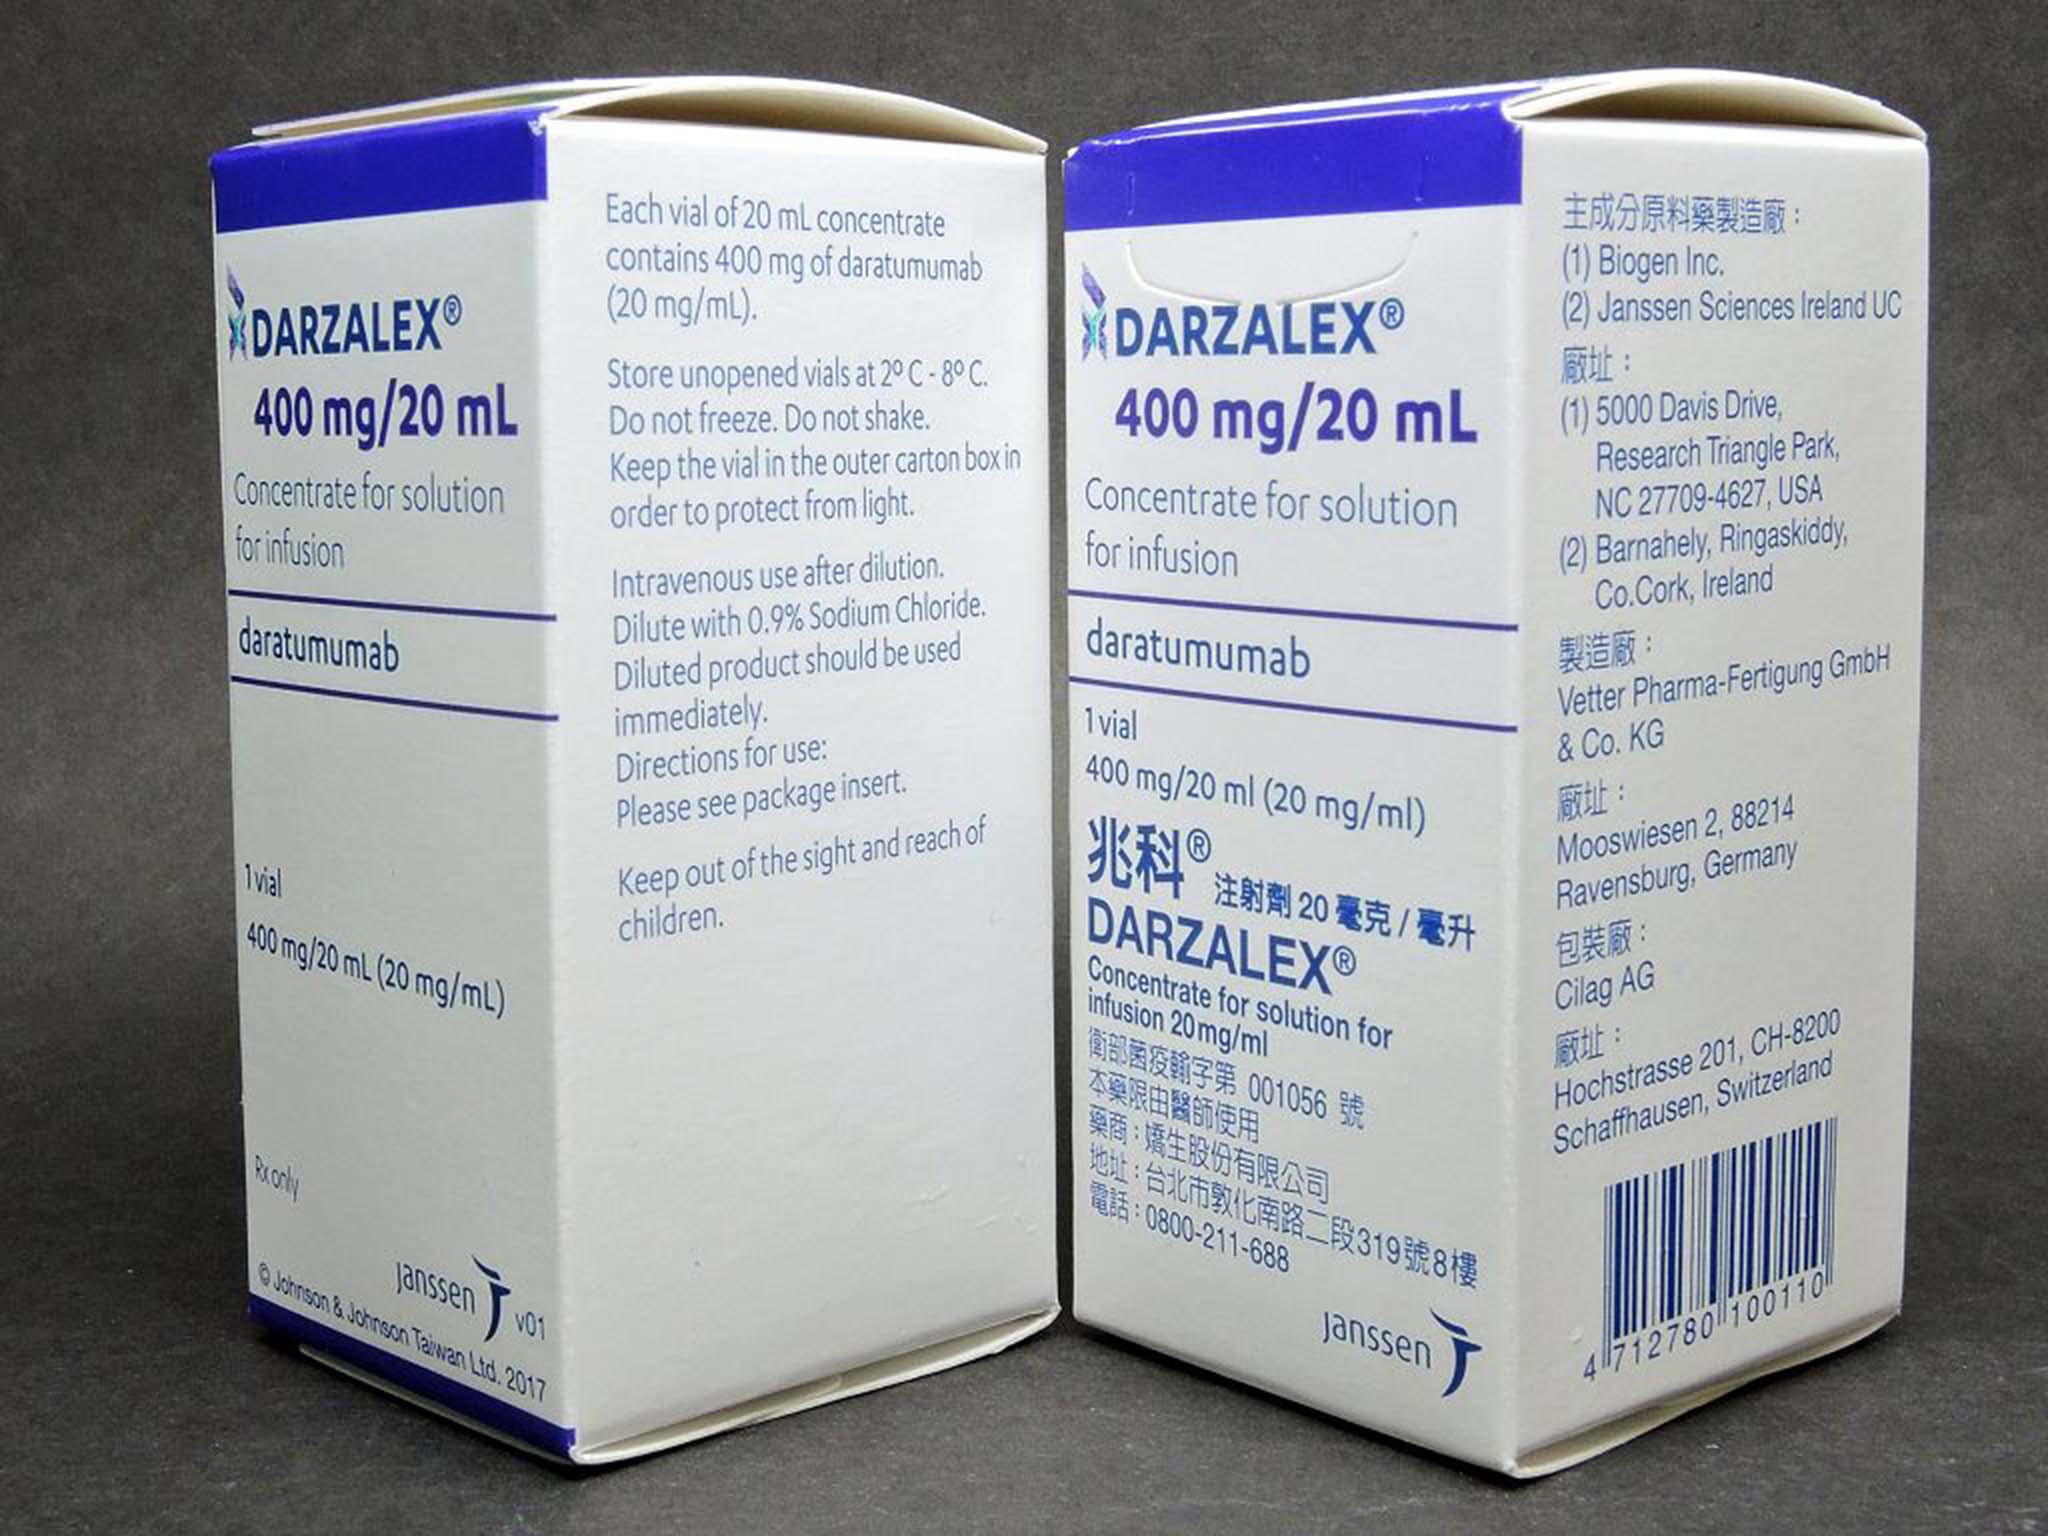 DARZALEX®
400 mg/20 mL
Concentrate for solution
for infusion
daratumumab
1 vial
400 mg/20 mL (20 mg/mL)
Rx only
janssen
v01
© Johnson & Johnson Taiwan Ltd. 2017
Each vial of 20 mL concentrate
contains 400 mg of daratumumab
(20 mg/mL).
Store unopened vials at 2º C - 8º C.
Do not freeze. Do not shake.
Keep the vial in the outer carton box in
order to protect from light.
Intravenous use after dilution.
Dilute with 0.9% Sodium Chloride.
Diluted product should be used
immediately.
Directions for use:
Please see package insert.
Keep out of the sight and reach of
children.
DARZALEX®
400 mg/20 mL
Concentrate for solution
for infusion
daratumumab
1 vial
400 mg/20 ml (20 mg/ml)
兆科® 注射劑 20 毫克 / 毫升
DARZALEX®
Concentrate for solution for
infusion 20mg/ml
衛部菌疫輸字第 001056 號
本藥限由醫師使用
藥商：嬌生股份有限公司
地址：台北市敦化南路二段319號8樓
電話：0800-211-688
janssen
主成分原料藥製造廠：
(1) Biogen Inc.
(2) Janssen Sciences Ireland UC
廠址：
(1) 5000 Davis Drive,
Research Triangle Park,
NC 27709-4627, USA
(2) Barnahely, Ringaskiddy,
Co.Cork, Ireland
製造廠：
Vetter Pharma-Fertigung GmbH
& Co. KG
廠址：
Mooswiesen 2, 88214
Ravensburg, Germany
包裝廠：
Cilag AG
廠址：
Hochstrasse 201, CH-8200
Schaffhausen, Switzerland
4 712780 100110